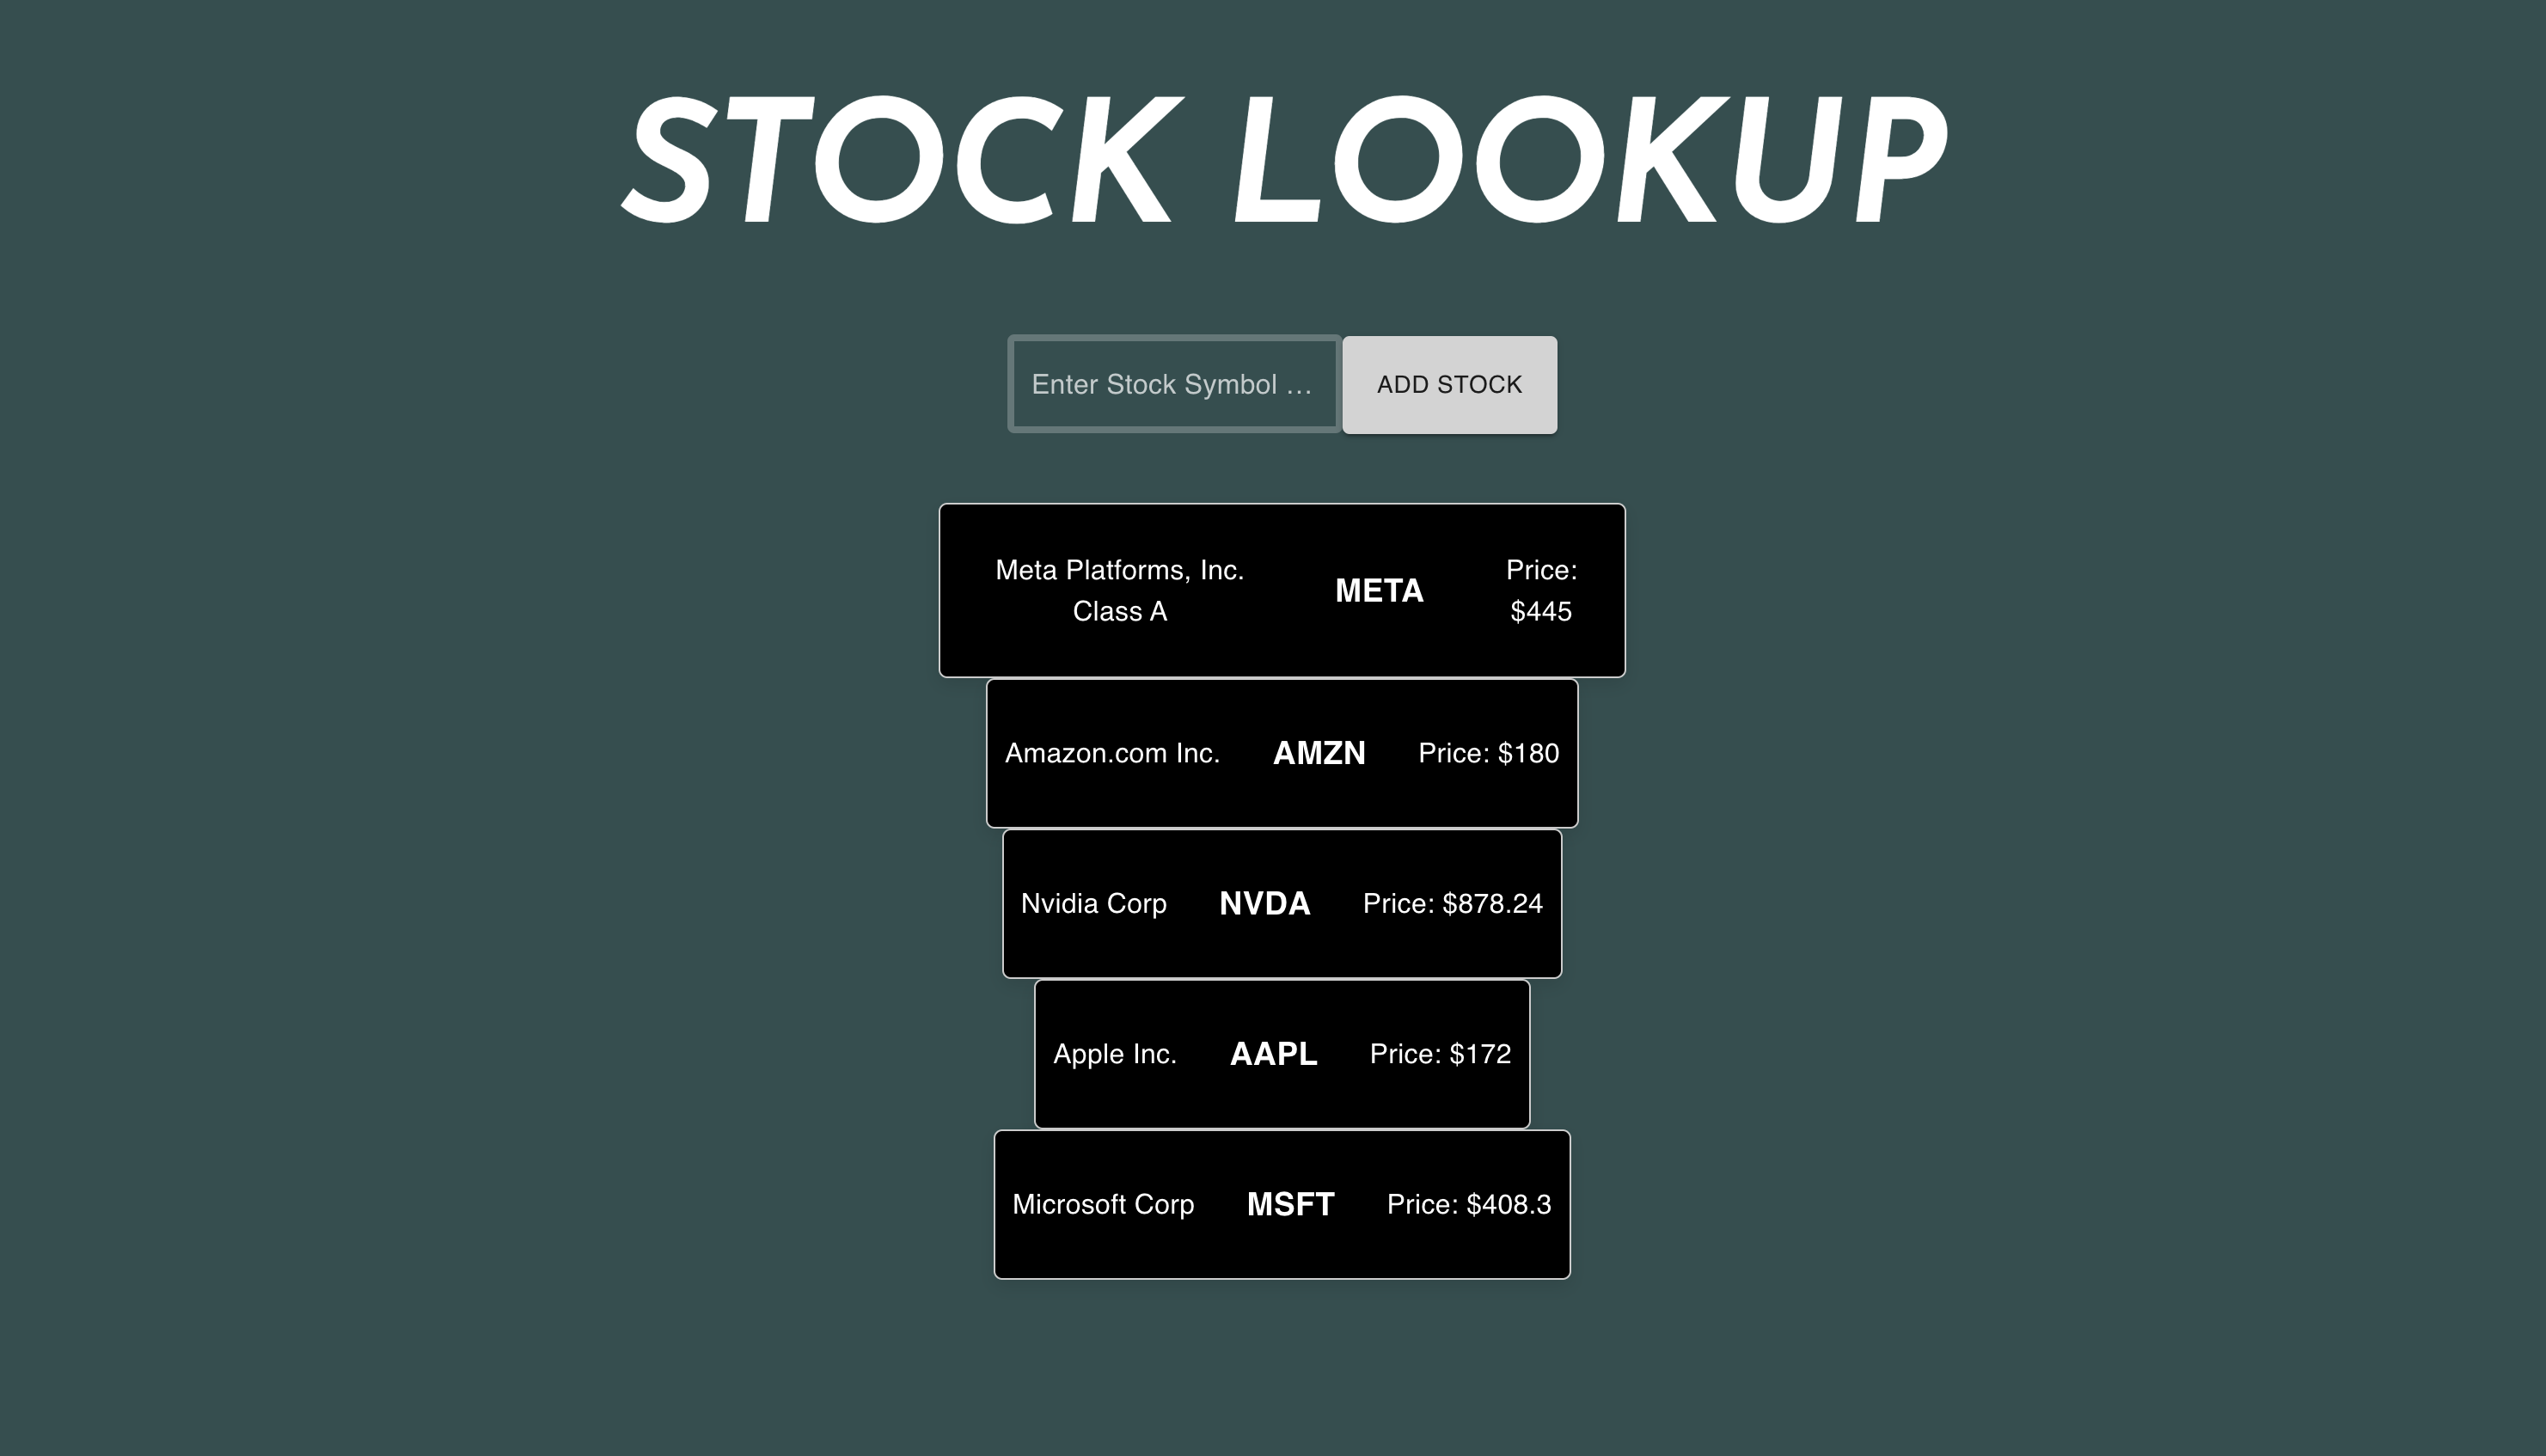 STOCK LOOKUP
Enter Stock Symbol ...
ADD STOCK
Meta Platforms, Inc.
Class A
META
Price:
$445
Amazon.com Inc. AMZN Price: $180
Nvidia Corp NVDA Price: $878.24
Apple Inc. AAPL Price: $172
Microsoft Corp MSFT Price: $408.3